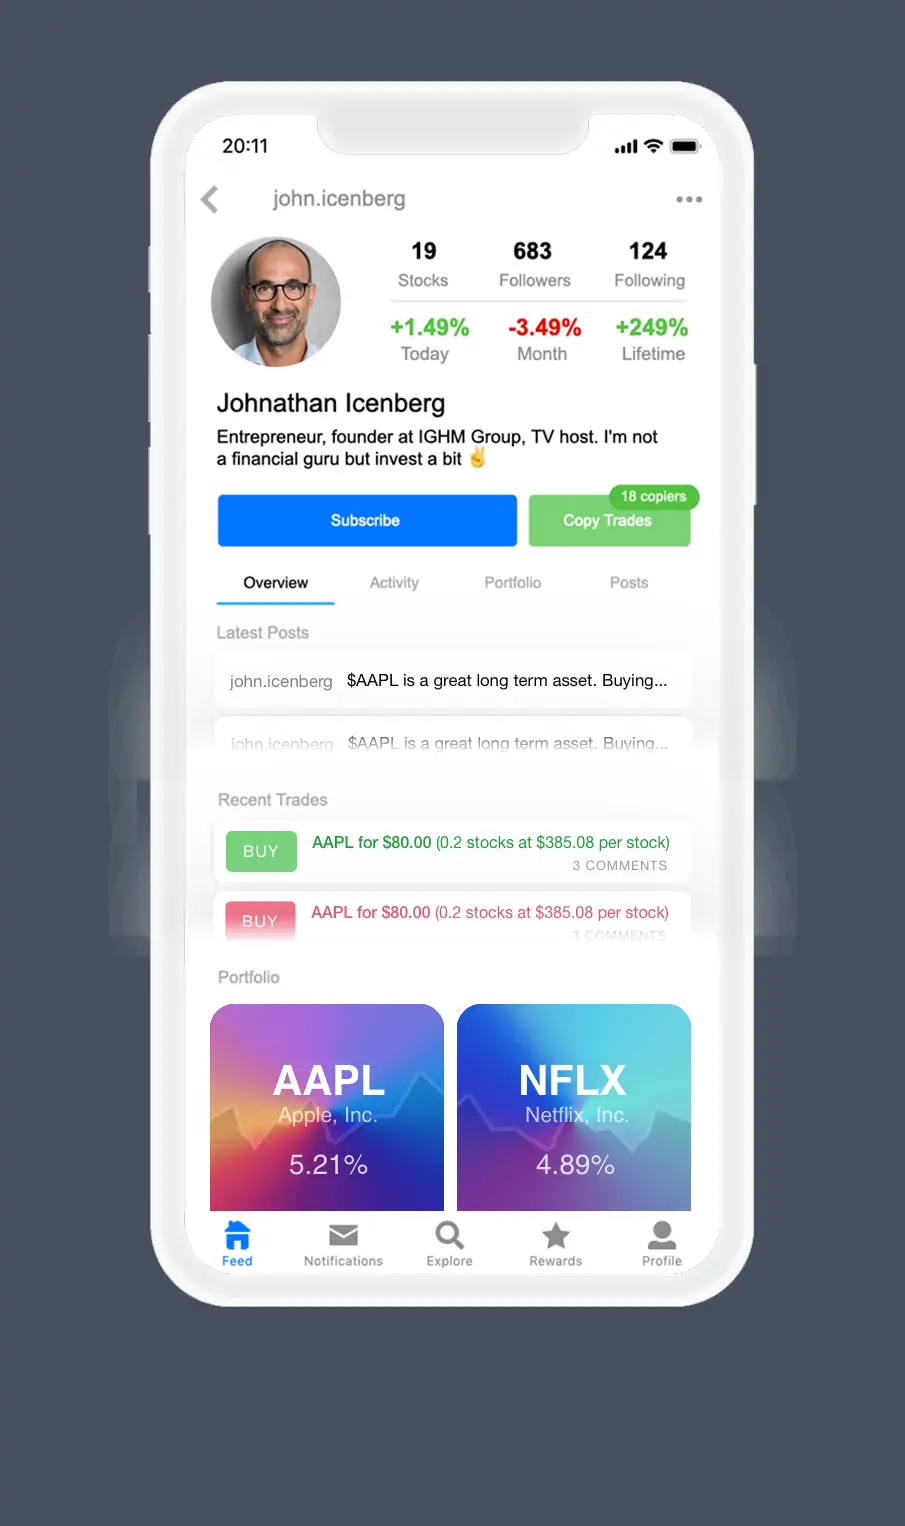 20:11
john.icenberg
19 683 124
Stocks Followers Following
+1.49% -3.49% +249%
Today Month Lifetime
Johnathan Icenberg
Entrepreneur, founder at IGHM Group, TV host. I'm not
a financial guru but invest a bit ✌️
18 copiers
Subscribe Copy Trades
Overview Activity Portfolio Posts
Latest Posts
john.icenberg $AAPL is a great long term asset. Buying...
john.icenberg $AAPL is a great long term asset. Buying...
Recent Trades
BUY AAPL for $80.00 (0.2 stocks at $385.08 per stock)
3 COMMENTS
BUY AAPL for $80.00 (0.2 stocks at $385.08 per stock)
3 COMMENTS
Portfolio
AAPL NFLX
Apple, Inc. Netflix, Inc.
5.21% 4.89%
Feed Notifications Explore Rewards Profile